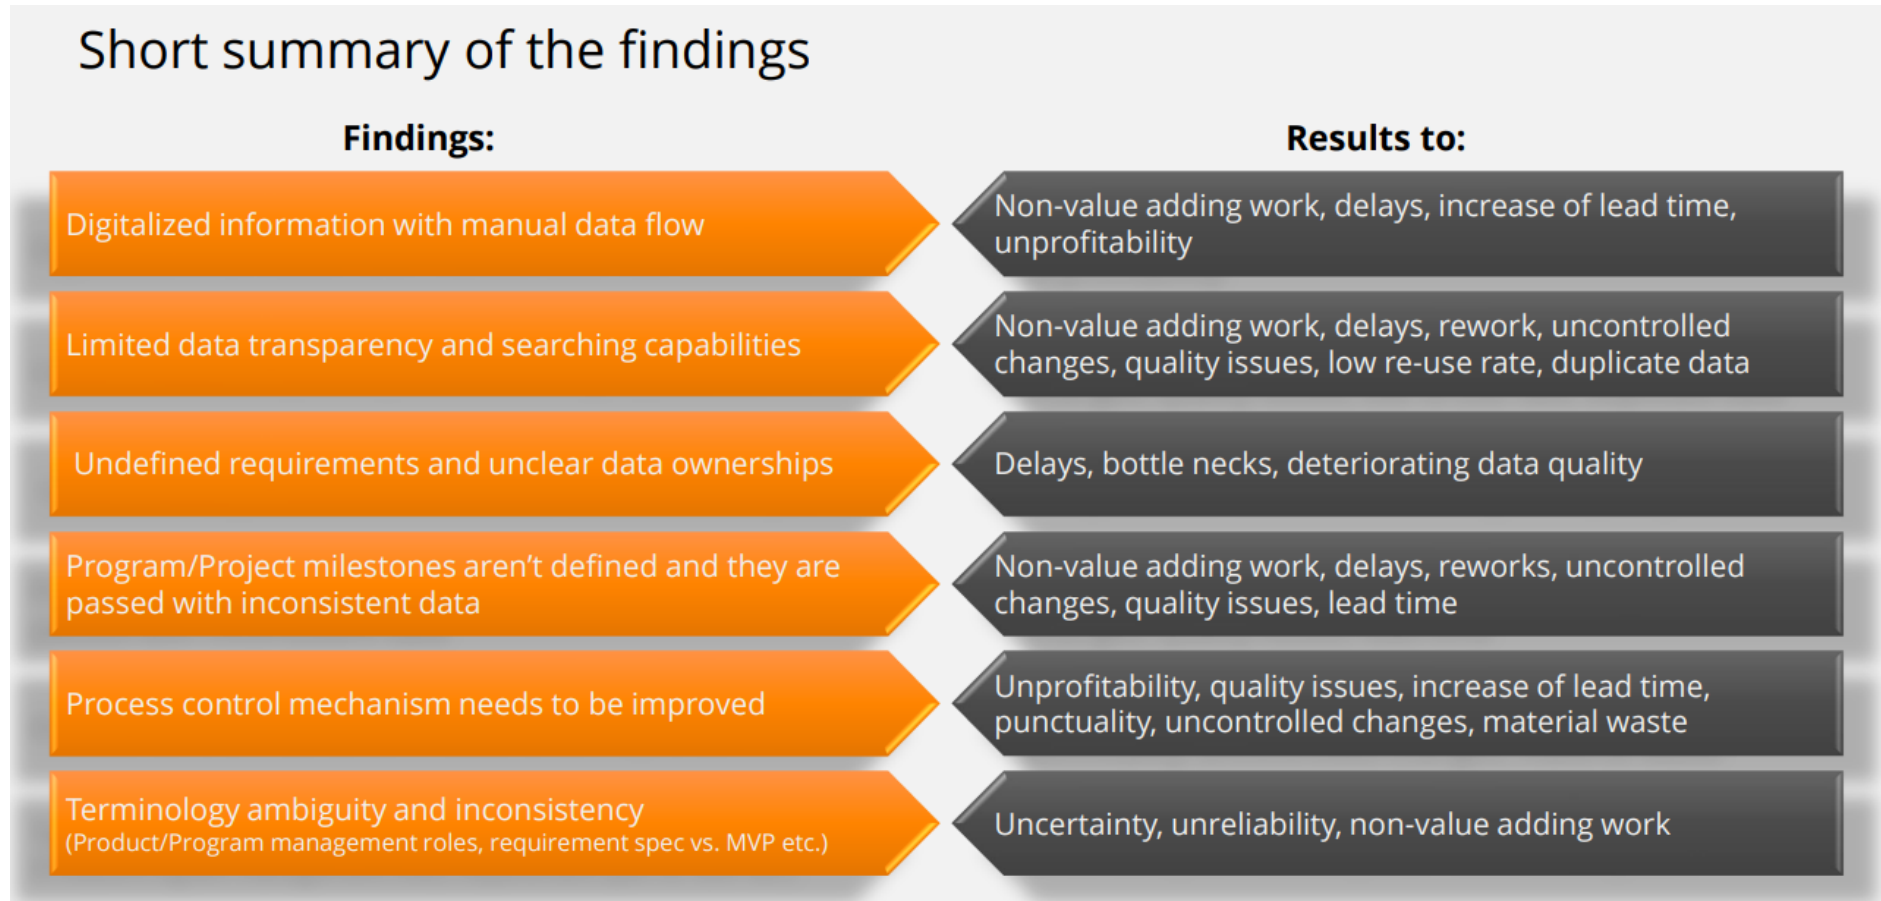 Short summary of the findings
Findings:
Results to:
Digitalized information with manual data flow
Non-value adding work, delays, increase of lead time,
unprofitability
Limited data transparency and searching capabilities
Non-value adding work, delays, rework, uncontrolled
changes, quality issues, low re-use rate, duplicate data
Undefined requirements and unclear data ownerships
Delays, bottle necks, deteriorating data quality
Program/Project milestones aren’t defined and they are
passed with inconsistent data
Non-value adding work, delays, reworks, uncontrolled
changes, quality issues, lead time
Process control mechanism needs to be improved
Unprofitability, quality issues, increase of lead time,
punctuality, uncontrolled changes, material waste
Terminology ambiguity and inconsistency
(Product/Program management roles, requirement spec vs. MVP etc.)
Uncertainty, unreliability, non-value adding work